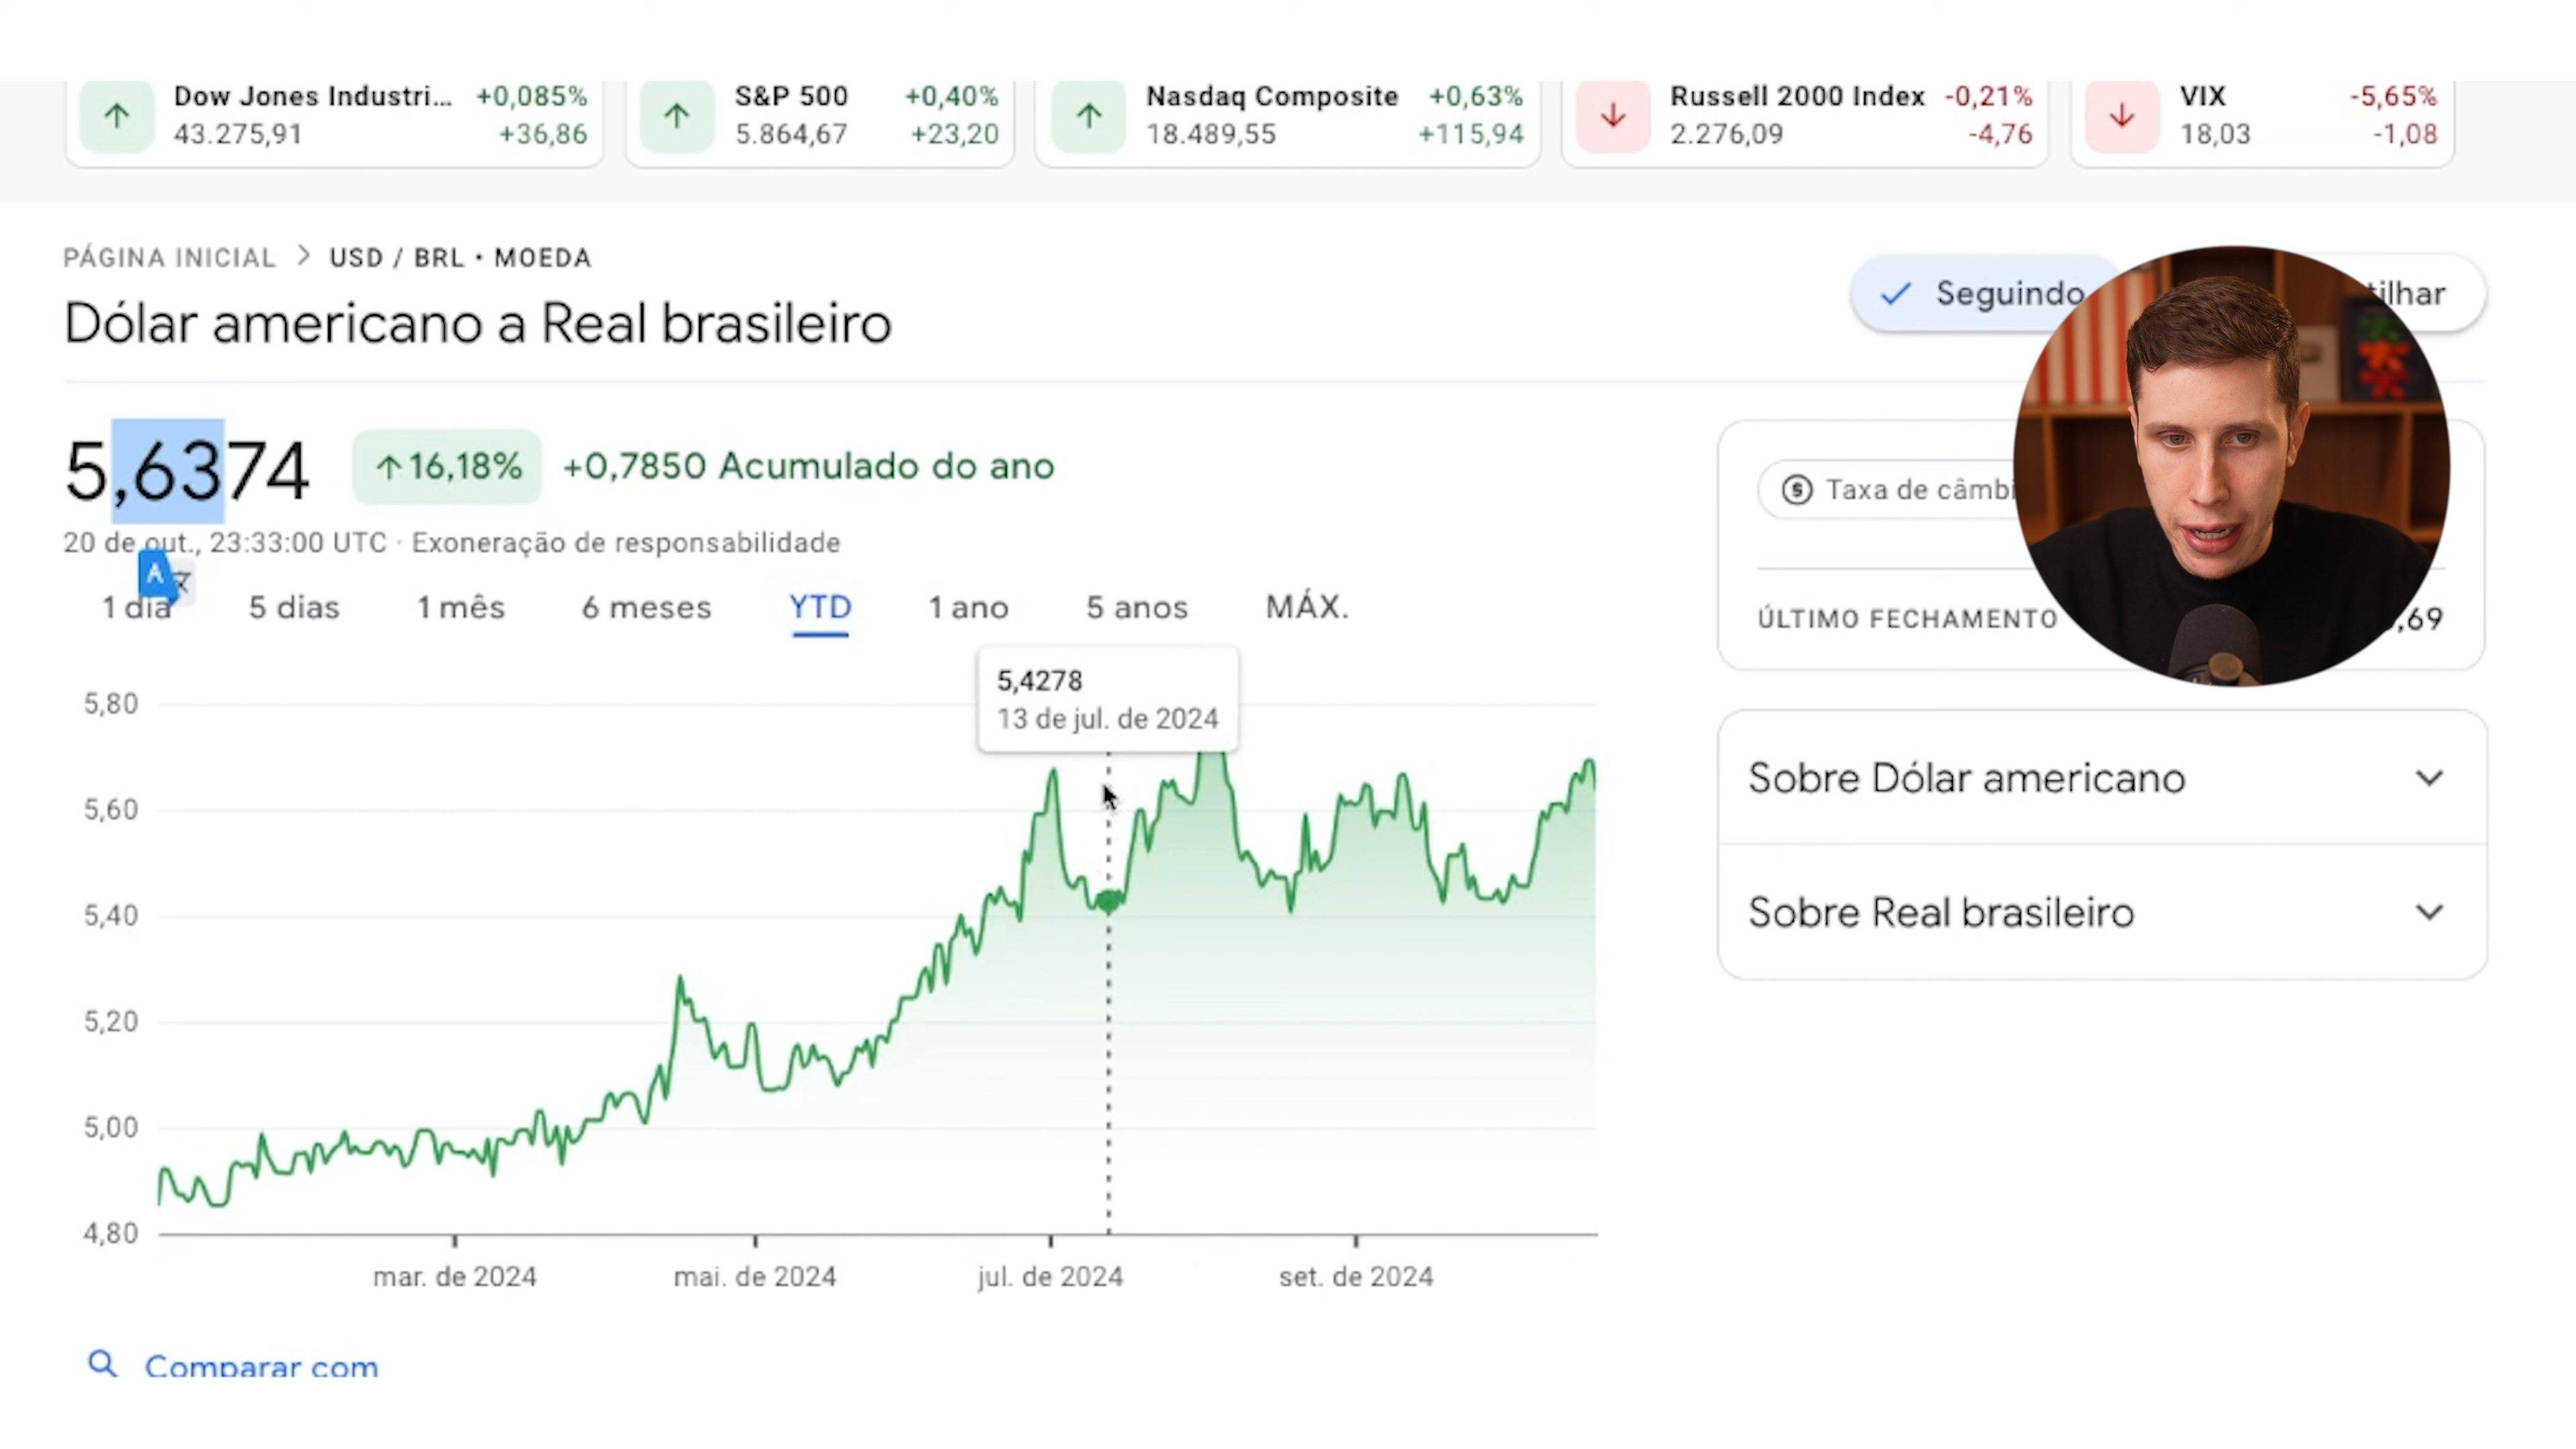 Dow Jones Industri... +0,085%
43.275,91 +36,86
S&P 500 +0,40%
5.864,67 +23,20
Nasdaq Composite +0,63%
18.489,55 +115,94
Russell 2000 Index -0,21%
2.276,09 -4,76
VIX -5,65%
18,03 -1,08
PÁGINA INICIAL > USD / BRL • MOEDA
Dólar americano a Real brasileiro
Seguindo
5,6374 ↑16,18% +0,7850 Acumulado do ano
20 de out., 23:33:00 UTC · Exoneração de responsabilidade
1 dia 5 dias 1 mês 6 meses YTD 1 ano 5 anos MÁX.
5,4278
13 de jul. de 2024
5,80
5,60
5,40
5,20
5,00
4,80
mar. de 2024 mai. de 2024 jul. de 2024 set. de 2024
Comparar com
Taxa de
ÚLTIMO FECHAMENTO
Sobre Dólar americano
Sobre Real brasileiro